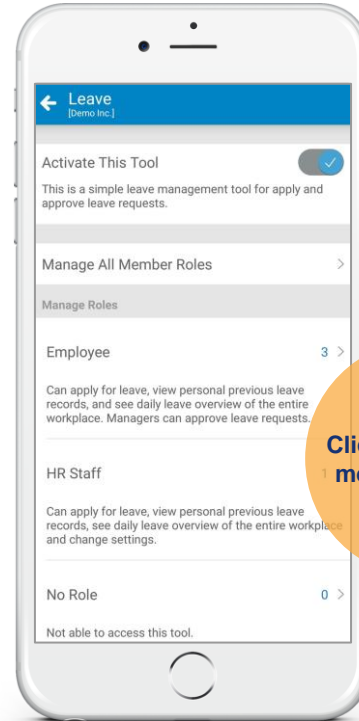 Leave
[Demo Inc.]
Activate This Tool
This is a simple leave management tool for apply and
approve leave requests.
Manage All Member Roles
Manage Roles
Employee 3
Can apply for leave, view personal previous leave
records, and see daily leave overview of the entire
workplace. Managers can approve leave requests.
HR Staff 1
Can apply for leave, view personal previous leave
records, see daily leave overview of the entire workplace
and change settings.
No Role 0
Not able to access this tool.